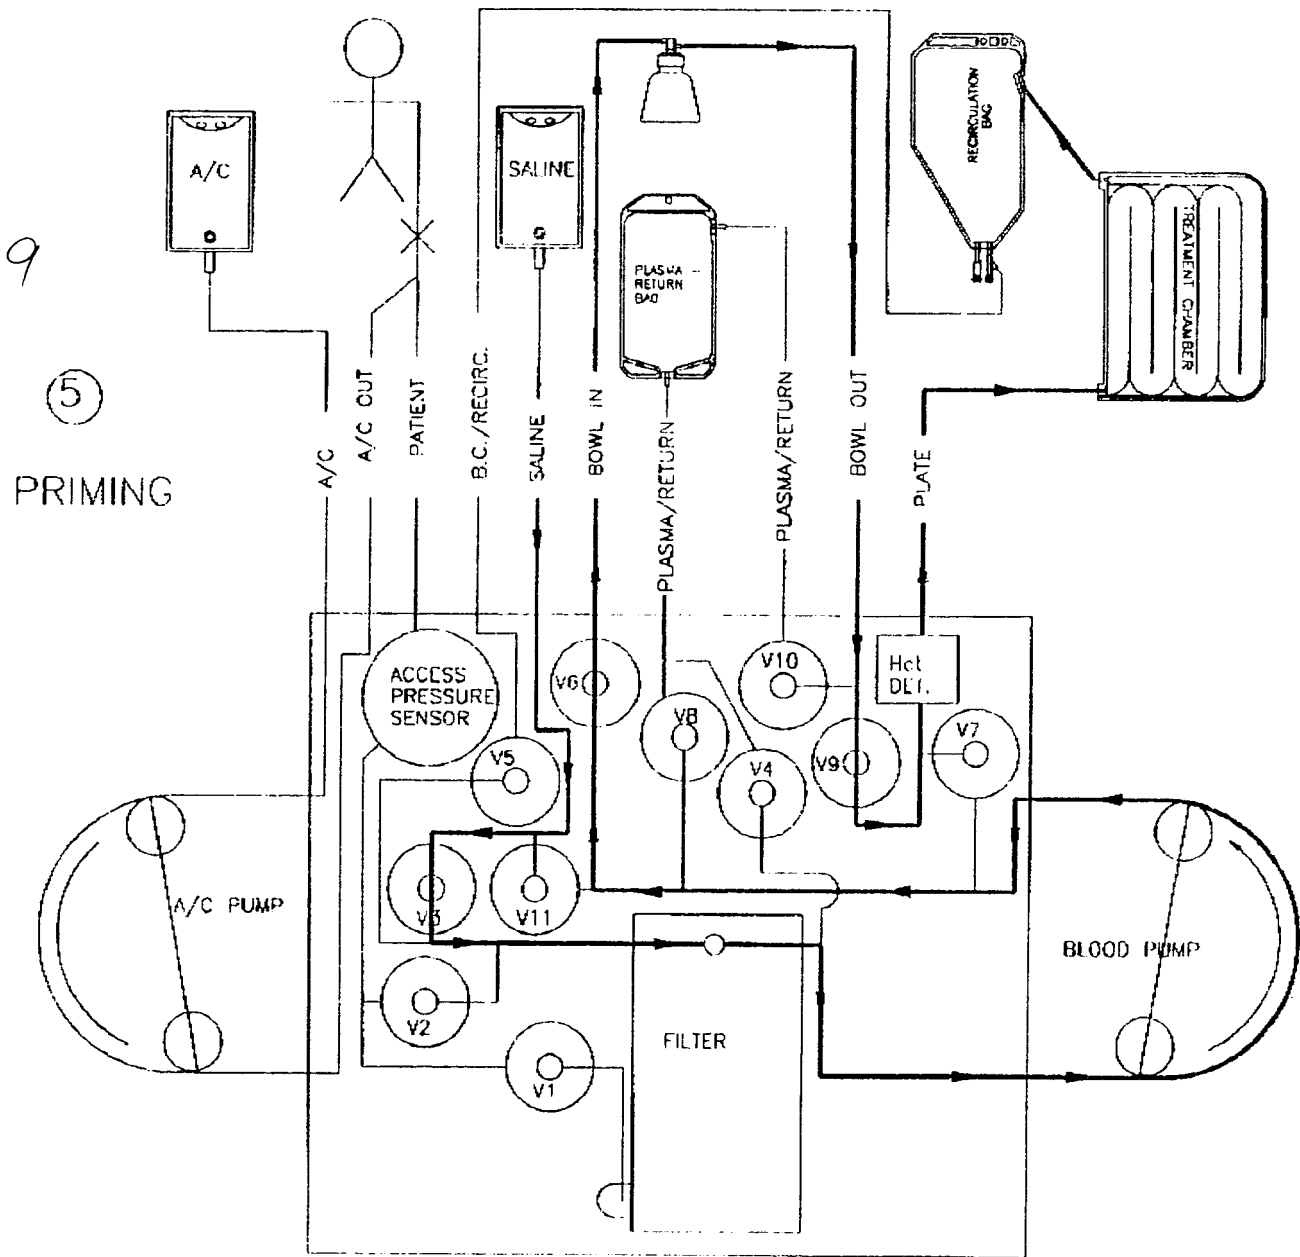 9
5
PRIMING
A/C
SALINE
PLASMA
RETURN
BAG
RECIRCULATION
BAG
TREATMENT CHAMBER
A/C
A/C OUT
PATIENT
B.C./RECIRC.
SALINE
BOWL IN
PLASMA/RETURN
PLASMA/RETURN
BOWL OUT
PLATE
ACCESS
PRESSURE
SENSOR
V6
V10
Hct
DET.
V8
V7
V5
V4
V9
A/C PUMP
V3
V11
BLOOD PUMP
V2
FILTER
V1